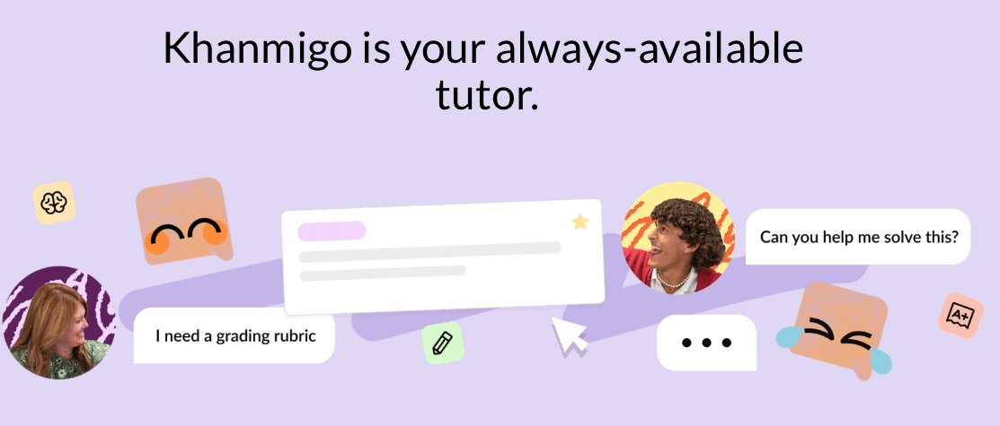 Khanmigo is your always-available
tutor.
Can you help me solve this?
I need a grading rubric
A+